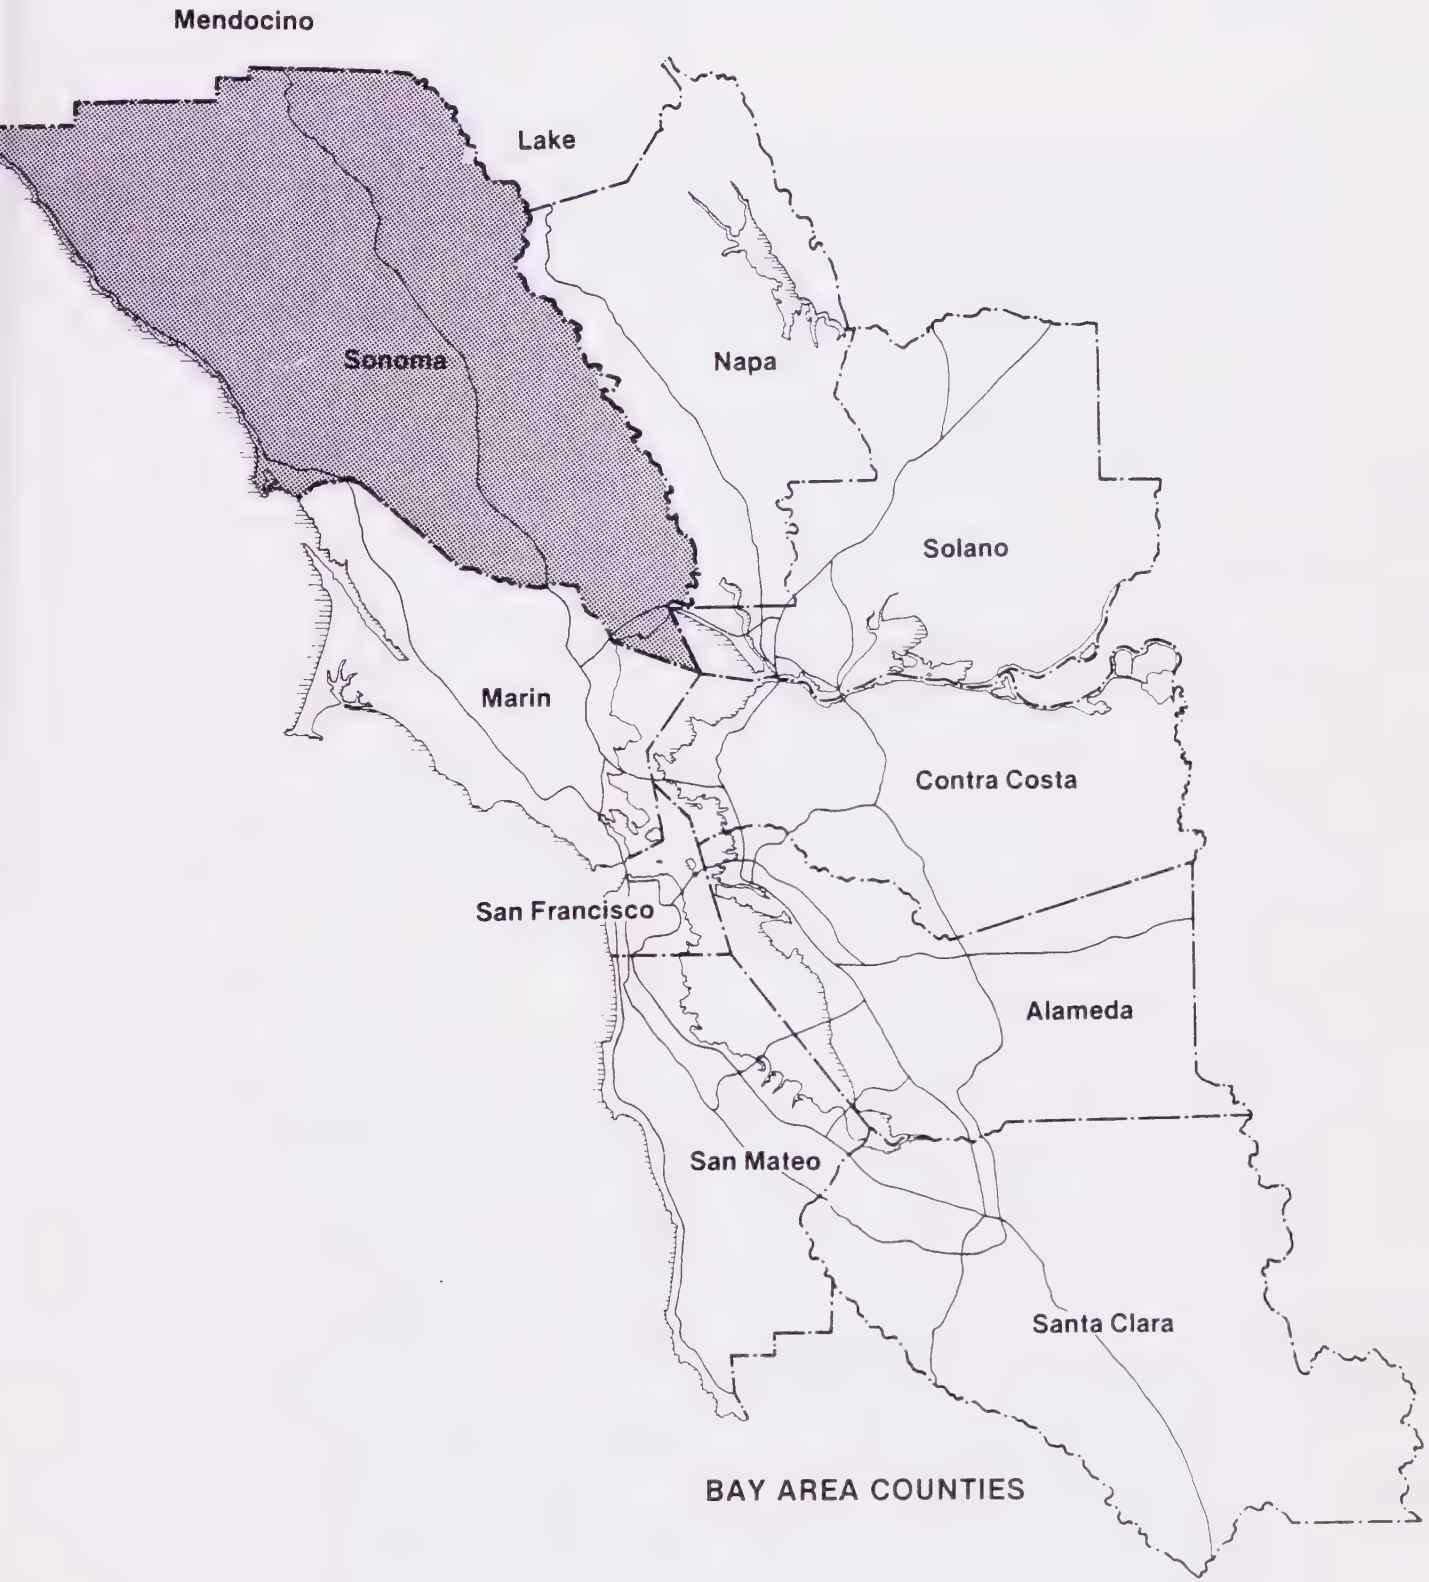 Mendocino
Lake
Sonoma
Napa
Solano
Marin
Contra Costa
San Francisco
Alameda
San Mateo
Santa Clara
BAY AREA COUNTIES